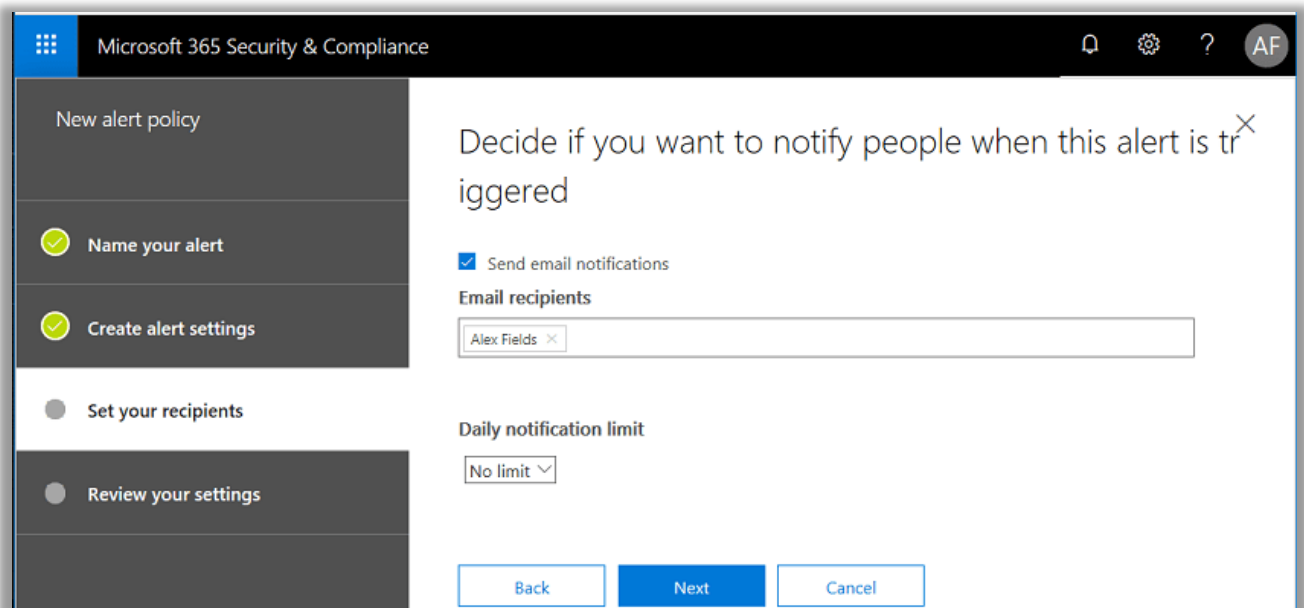 Microsoft 365 Security & Compliance
?
AF
New alert policy
Name your alert
Create alert settings
Set your recipients
Review your settings
Decide if you want to notify people when this alert is tr
iggered
Send email notifications
Email recipients
Alex Fields
Daily notification limit
No limit
Back
Next
Cancel